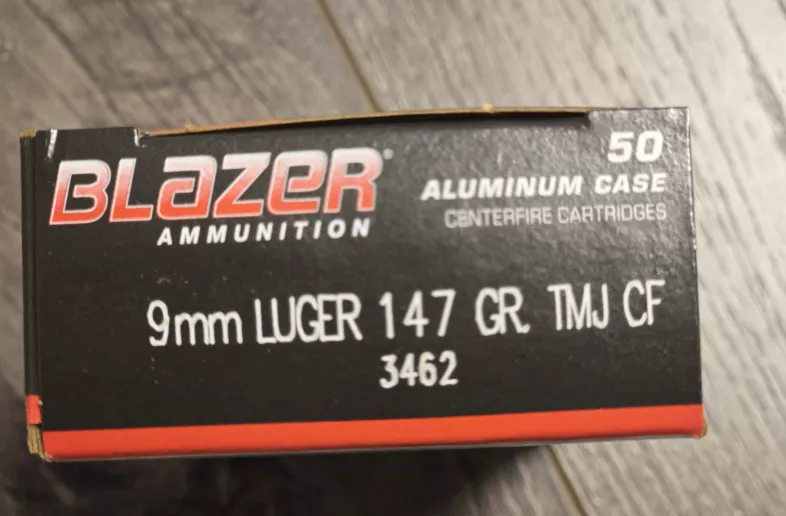 BLAZER
AMMUNITION
50
ALUMINUM CASE
CENTERFIRE CARTRIDGES
9mm LUGER 147 GR. TMJ CF
3462